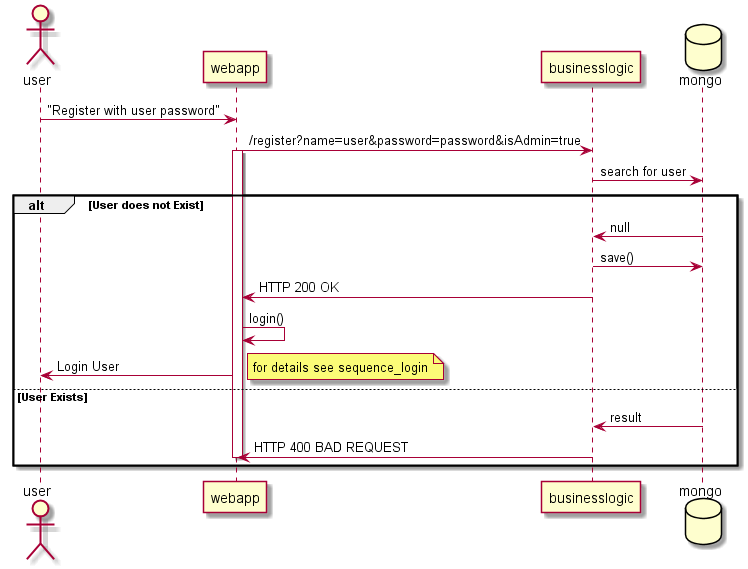 user
webapp
businesslogic
mongo
"Register with user password"
/register?name=user&password=password&isAdmin=true
search for user
alt [User does not Exist]
null
save()
HTTP 200 OK
login()
for details see sequence_login
Login User
[User Exists]
result
HTTP 400 BAD REQUEST
user
webapp
businesslogic
mongo